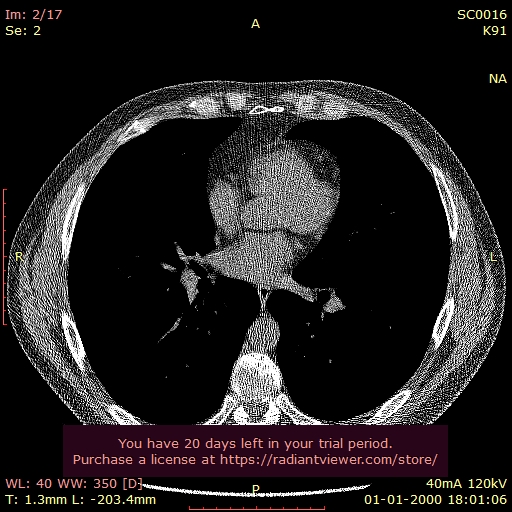 Im: 2/17
Se: 2
A
SC0016
K91
NA
R
L
You have 20 days left in your trial period.
Purchase a license at https://radiantviewer.com/store/
WL: 40 WW: 350 [D]
T: 1.3mm L: -203.4mm
P
40mA 120kV
01-01-2000 18:01:06